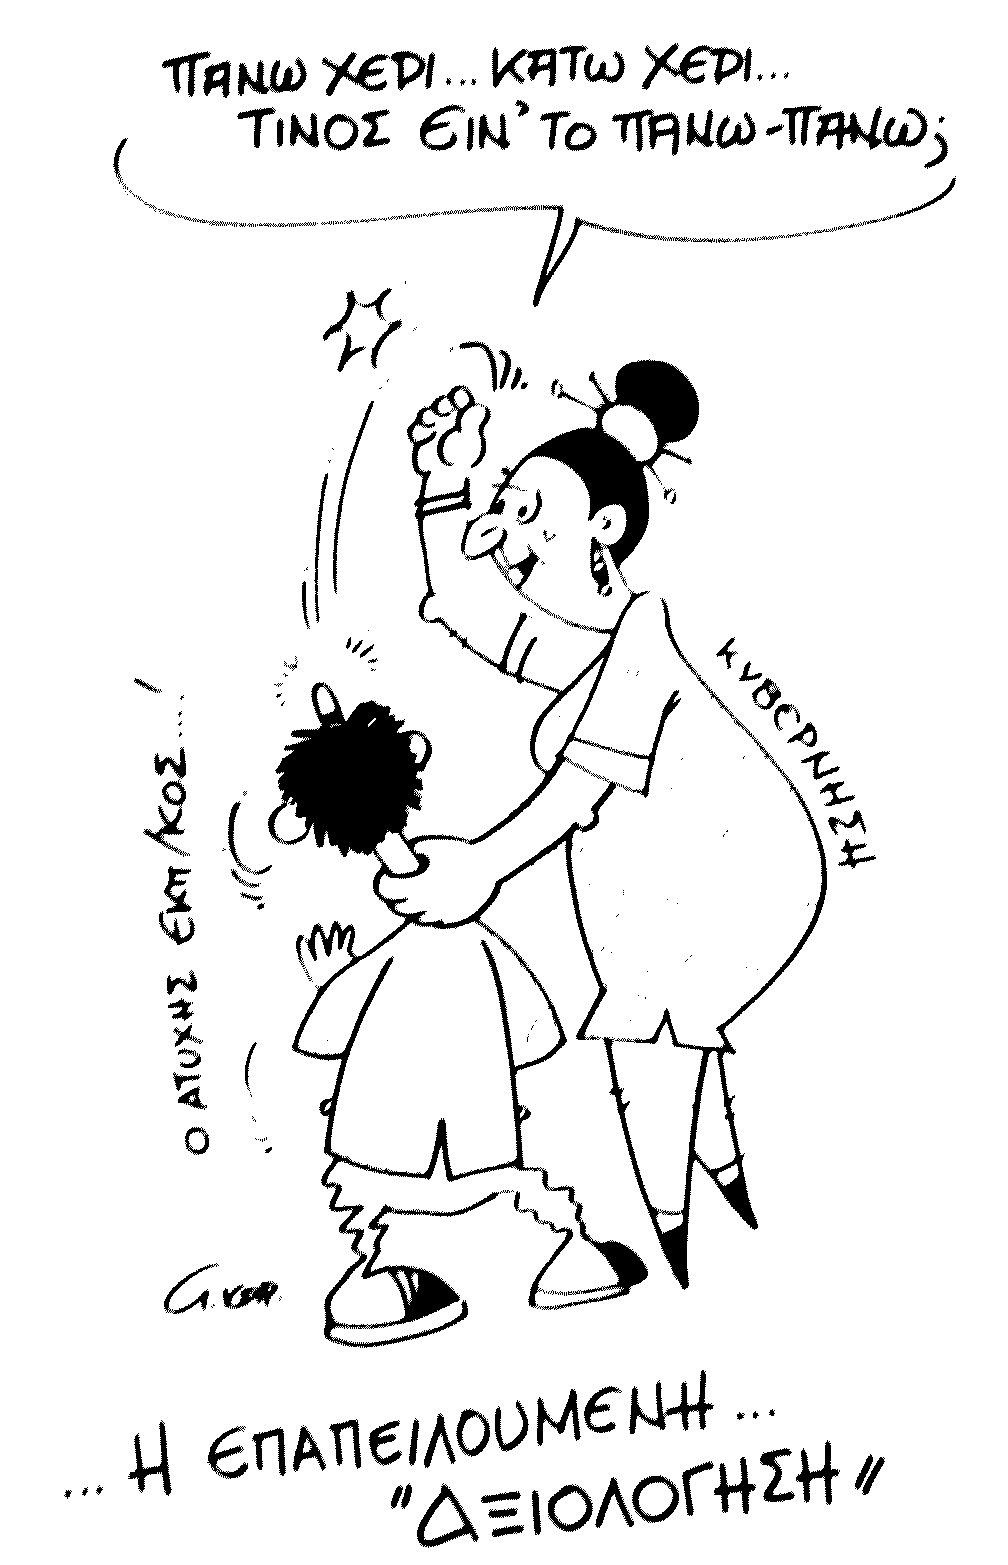 ΠΑΝΩ ΧΕΡΙ... ΚΑΤΩ ΧΕΡΙ...
ΤΙΝΟΣ ΕΙΝ' ΤΟ ΠΑΝΩ-ΠΑΝΩ;
ΚΥΒΕΡΝΗΣΗ
Ο ΑΤΥΧΗΣ ΕΚΠ/ΚΟΣ....!
... Η ΕΠΑΠΕΙΛΟΥΜΕΝΗ...
"ΑΞΙΟΛΟΓΗΣΗ"